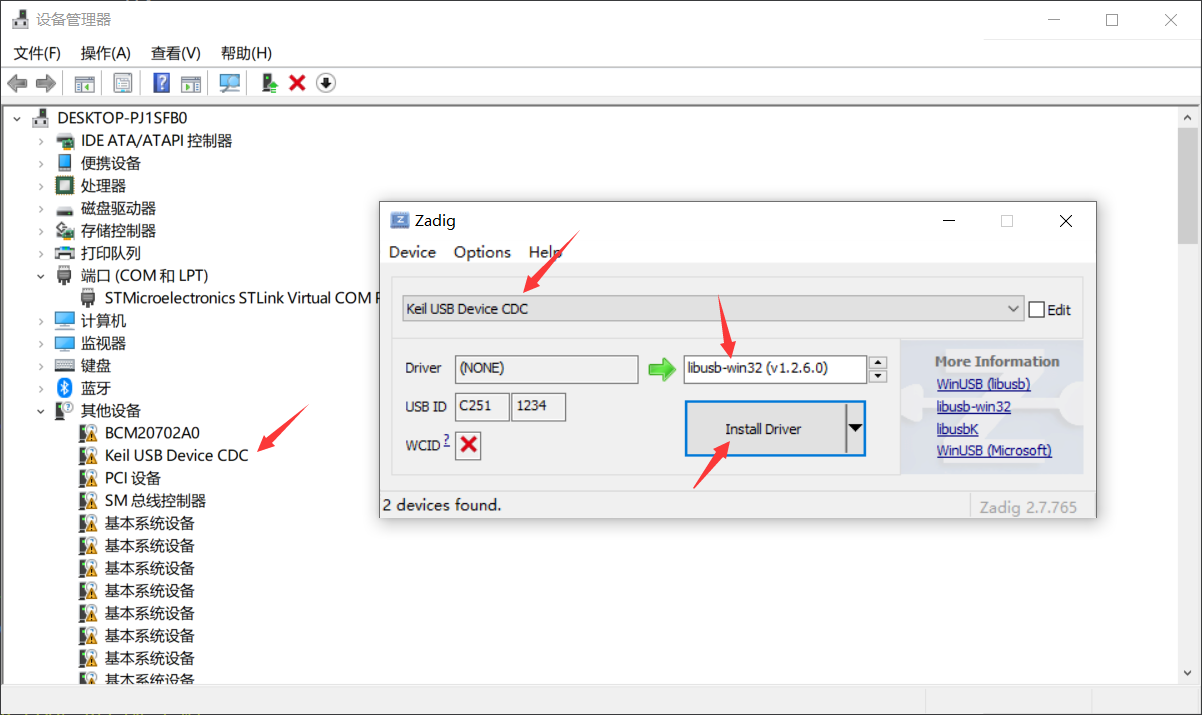 设备管理器
文件(F) 操作(A) 查看(V) 帮助(H)
DESKTOP-PJ1SFB0
IDE ATA/ATAPI 控制器
便携设备
处理器
磁盘驱动器
存储控制器
打印队列
端口 (COM 和 LPT)
STMicroelectronics STLink Virtual COM P
计算机
监视器
键盘
蓝牙
其他设备
BCM20702A0
Keil USB Device CDC
PCI 设备
SM 总线控制器
基本系统设备
基本系统设备
基本系统设备
基本系统设备
基本系统设备
基本系统设备
基本系统设备
基本系统设备
Zadig
Device Options Help
Keil USB Device CDC
Edit
Driver (NONE) libusb-win32 (v1.2.6.0)
USB ID C251 1234
WCID ?
Install Driver
More Information
WinUSB (libusb)
libusb-win32
libusbK
WinUSB (Microsoft)
2 devices found.
Zadig 2.7.765